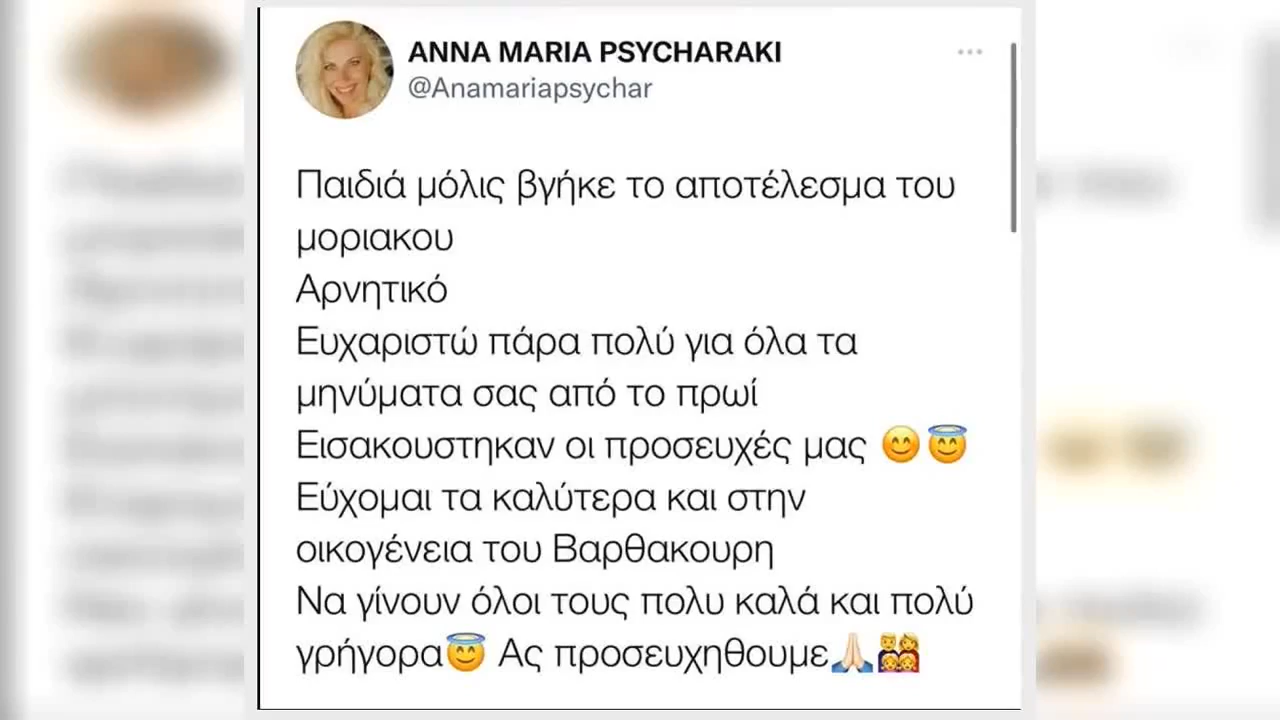 ANNA MARIA PSYCHARAKI
@Anamariapsychar
Παιδιά μόλις βγήκε το αποτέλεσμα του
μοριακου
Αρνητικό
Ευχαριστώ πάρα πολύ για όλα τα
μηνύματα σας από το πρωί
Εισακουστηκαν οι προσευχές μας 😊😇
Εύχομαι τα καλύτερα και στην
οικογένεια του Βαρθακουρη
Να γίνουν όλοι τους πολυ καλά και πολύ
γρήγορα😇 Ας προσευχηθουμε🙏🏻👨‍👩‍👧‍👧